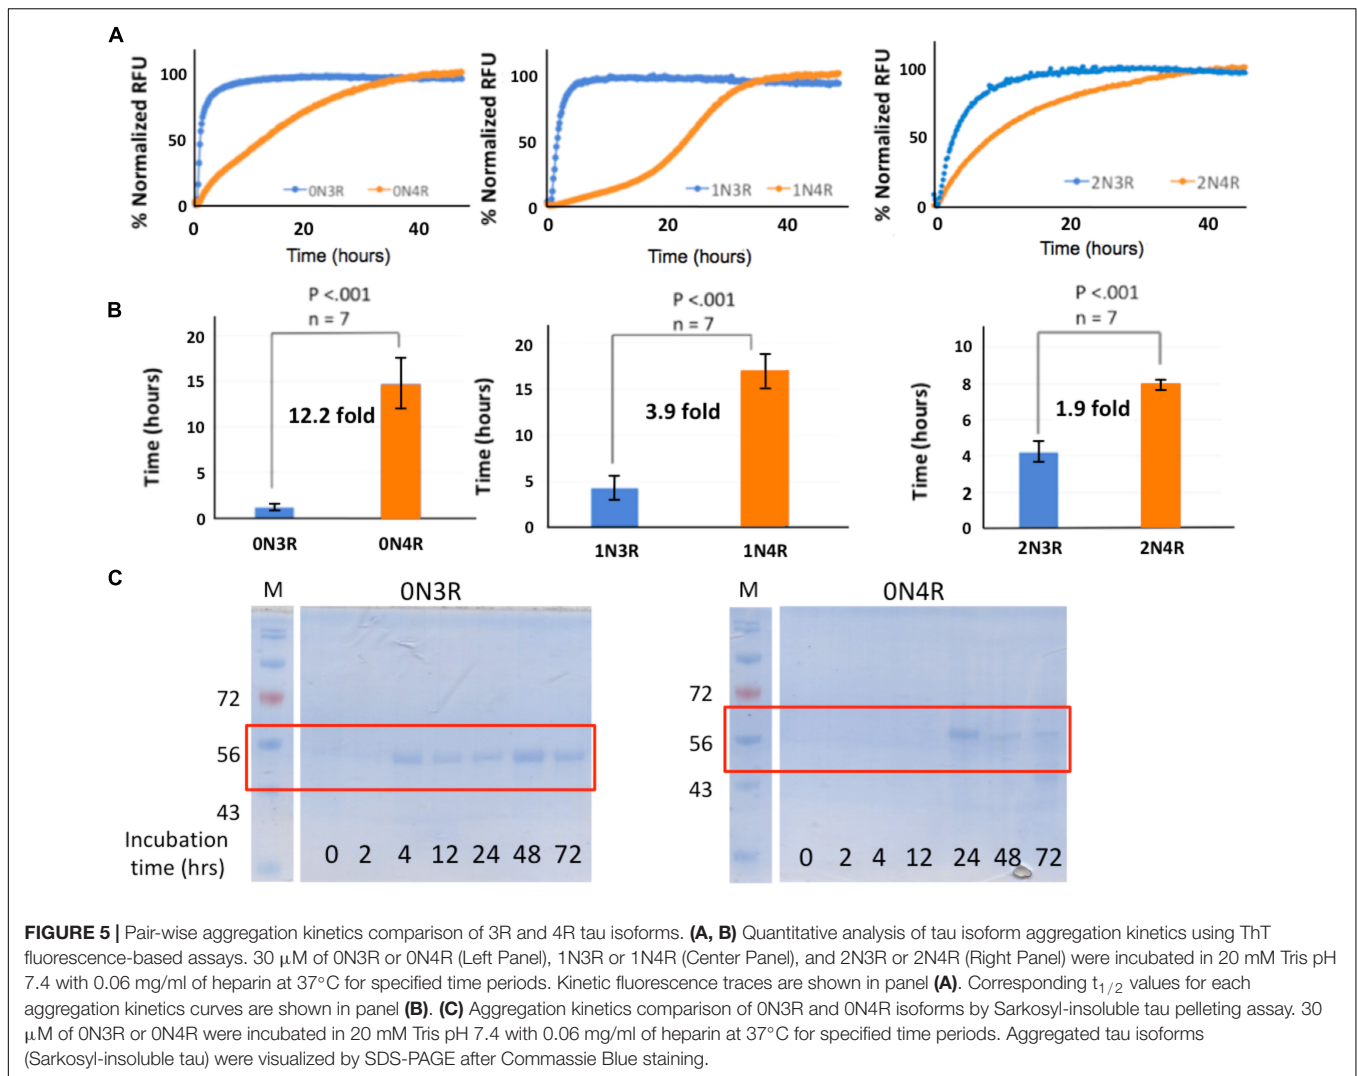 A
% Normalized RFU
100
50
0
0N3R
0N4R
0
20
40
Time (hours)
% Normalized RFU
100
50
0
1N3R
1N4R
0
20
40
Time (hours)
% Normalized RFU
100
50
0
2N3R
2N4R
0
20
40
Time (hours)
B
P <.001
n = 7
Time (hours)
20
15
10
5
0
12.2 fold
0N3R
0N4R
P <.001
n = 7
Time (hours)
20
15
10
5
0
3.9 fold
1N3R
1N4R
P <.001
n = 7
Time (hours)
10
8
6
4
2
0
1.9 fold
2N3R
2N4R
C
M
0N3R
72
56
43
Incubation
time (hrs)
0 2 4 12 24 48 72
M
0N4R
72
56
43
0 2 4 12 24 48 72
FIGURE 5 | Pair-wise aggregation kinetics comparison of 3R and 4R tau isoforms. (A, B) Quantitative analysis of tau isoform aggregation kinetics using ThT
fluorescence-based assays. 30 μM of 0N3R or 0N4R (Left Panel), 1N3R or 1N4R (Center Panel), and 2N3R or 2N4R (Right Panel) were incubated in 20 mM Tris pH
7.4 with 0.06 mg/ml of heparin at 37°C for specified time periods. Kinetic fluorescence traces are shown in panel (A). Corresponding t1/2 values for each
aggregation kinetics curves are shown in panel (B). (C) Aggregation kinetics comparison of 0N3R and 0N4R isoforms by Sarkosyl-insoluble tau pelleting assay. 30
μM of 0N3R or 0N4R were incubated in 20 mM Tris pH 7.4 with 0.06 mg/ml of heparin at 37°C for specified time periods. Aggregated tau isoforms
(Sarkosyl-insoluble tau) were visualized by SDS-PAGE after Commassie Blue staining.